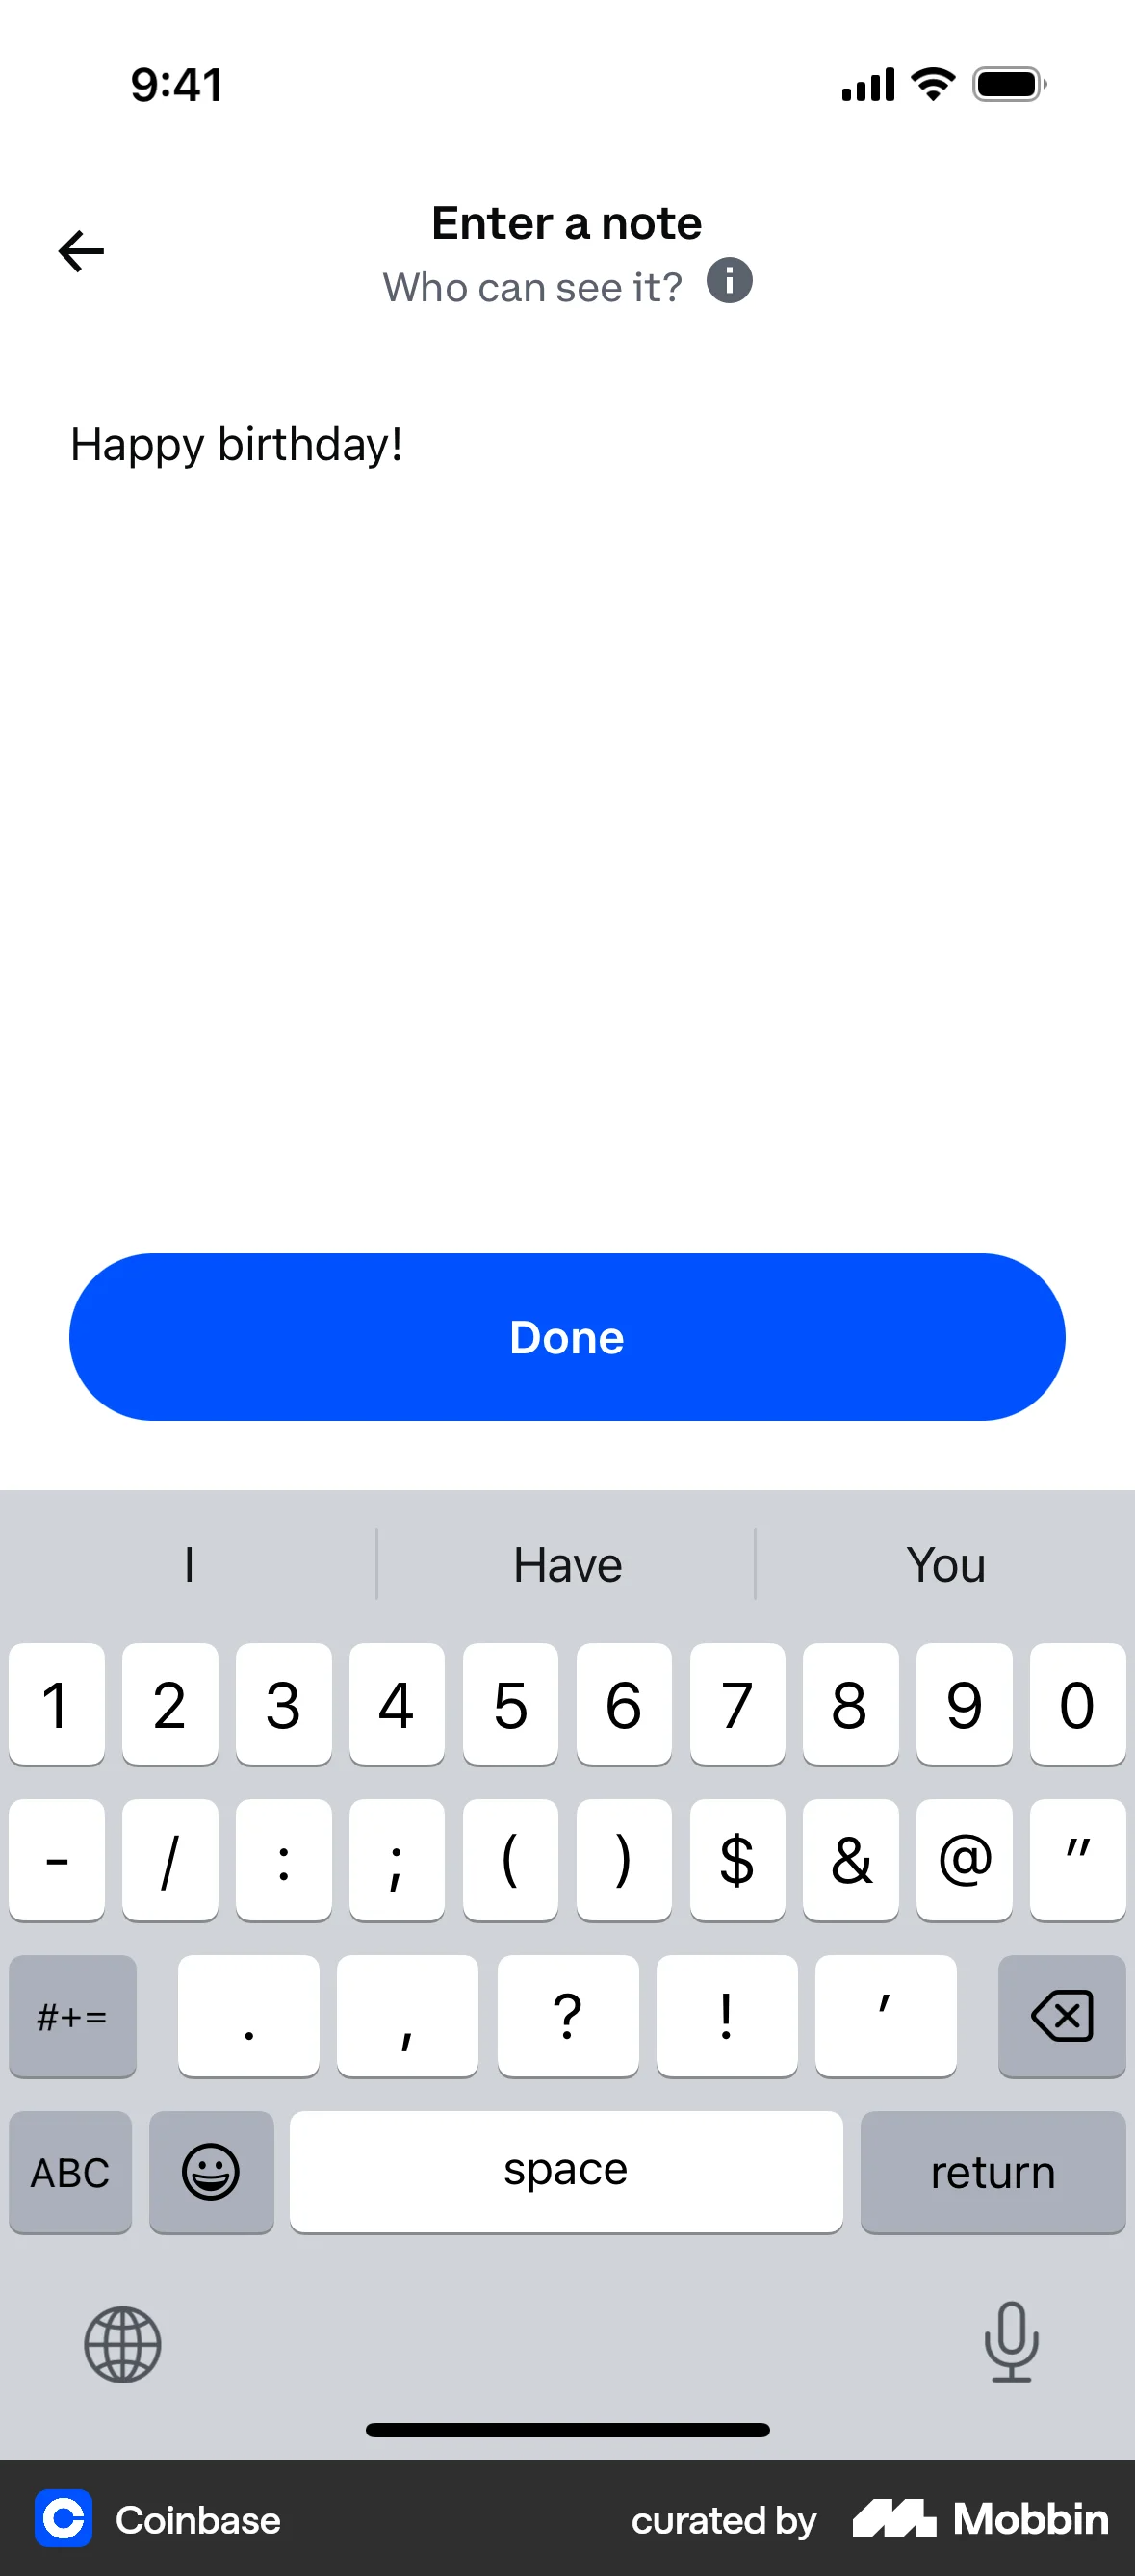 9:41
Enter a note
Who can see it?
Happy birthday!
Done
I Have You
1 2 3 4 5 6 7 8 9 0
- / : ; ( ) $ & @ "
#+= . , ? ! '
ABC space return
Coinbase curated by Mobbin